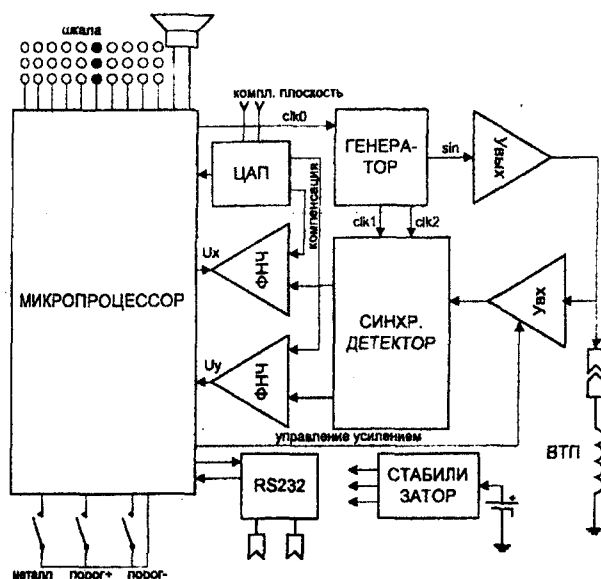 шкала
компл. плоскость
clk0
ГЕНЕРА-
ТОР
sin
Увых
ЦАП
компенсация
clk1
clk2
Ux
ФНЧ
МИКРОПРОЦЕССОР
СИНХР.
ДЕТЕКТОР
Увх
Uy
ФНЧ
управление усилением
ВТП
RS232
СТАБИЛИ
ЗАТОР
+
металл
порог+
порог-